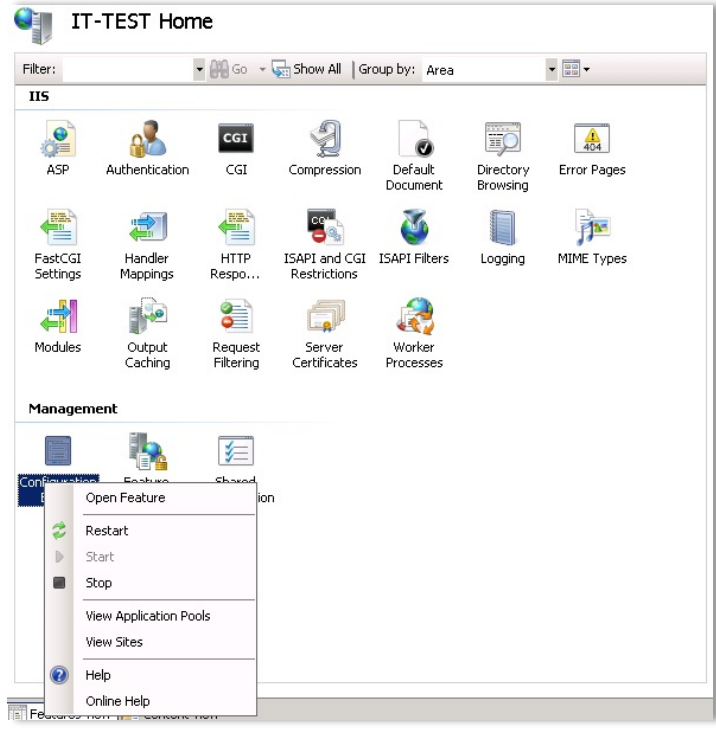 IT-TEST Home
Filter: Go Show All Group by: Area
IIS
ASP Authentication CGI Compression Default Document Directory Browsing Error Pages
FastCGI Settings Handler Mappings HTTP Respo... ISAPI and CGI Restrictions ISAPI Filters Logging MIME Types
Modules Output Caching Request Filtering Server Certificates Worker Processes
Management
Configuration Feature Shared
Open Feature
Restart
Start
Stop
View Application Pools
View Sites
Help
Online Help